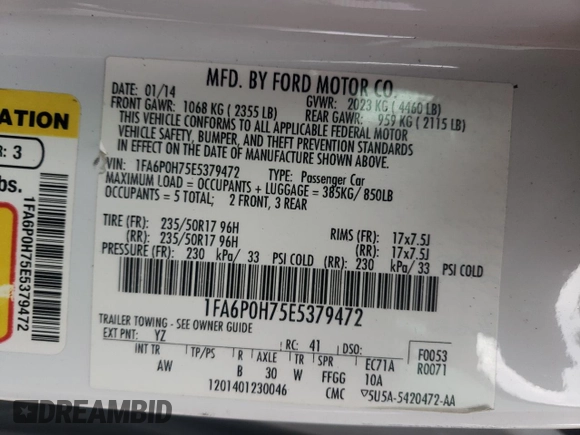 MFD. BY FORD MOTOR CO.
DATE: 01/14
GVWR: 2023 KG ( 4460 LB)
FRONT GAWR: 1068 KG ( 2355 LB)
REAR GAWR: 959 KG ( 2115 LB)
THIS VEHICLE CONFORMS TO ALL APPLICABLE FEDERAL MOTOR
VEHICLE SAFETY, BUMPER, AND THEFT PREVENTION STANDARDS
IN EFFECT ON THE DATE OF MANUFACTURE SHOWN ABOVE.
VIN: 1FA6P0H75E5379472 TYPE: Passenger Car
MAXIMUM LOAD = OCCUPANTS + LUGGAGE = 385KG/850LB
OCCUPANTS = 5 TOTAL; 2 FRONT, 3 REAR
TIRE (FR): 235/50R17 96H RIMS (FR): 17x7.5J
(RR): 235/50R17 96H (RR): 17x7.5J
PRESSURE (FR): 230 kPa/ 33 PSI COLD (RR): 230 kPa/ 33 PSI COLD
1FA6P0H75E5379472
TRAILER TOWING - SEE OWNER GUIDE
EXT PNT: YZ RC: 41 DSO:
F0053
R0071
INT TR TP/PS R AXLE TR SPR EC71A
AW B 30 W FFGG 10A
1201401230046 CMC 5U5A-5420472-AA
ATION
R: 3
bs.
1FA6P0H75E5379472
DREAMBID